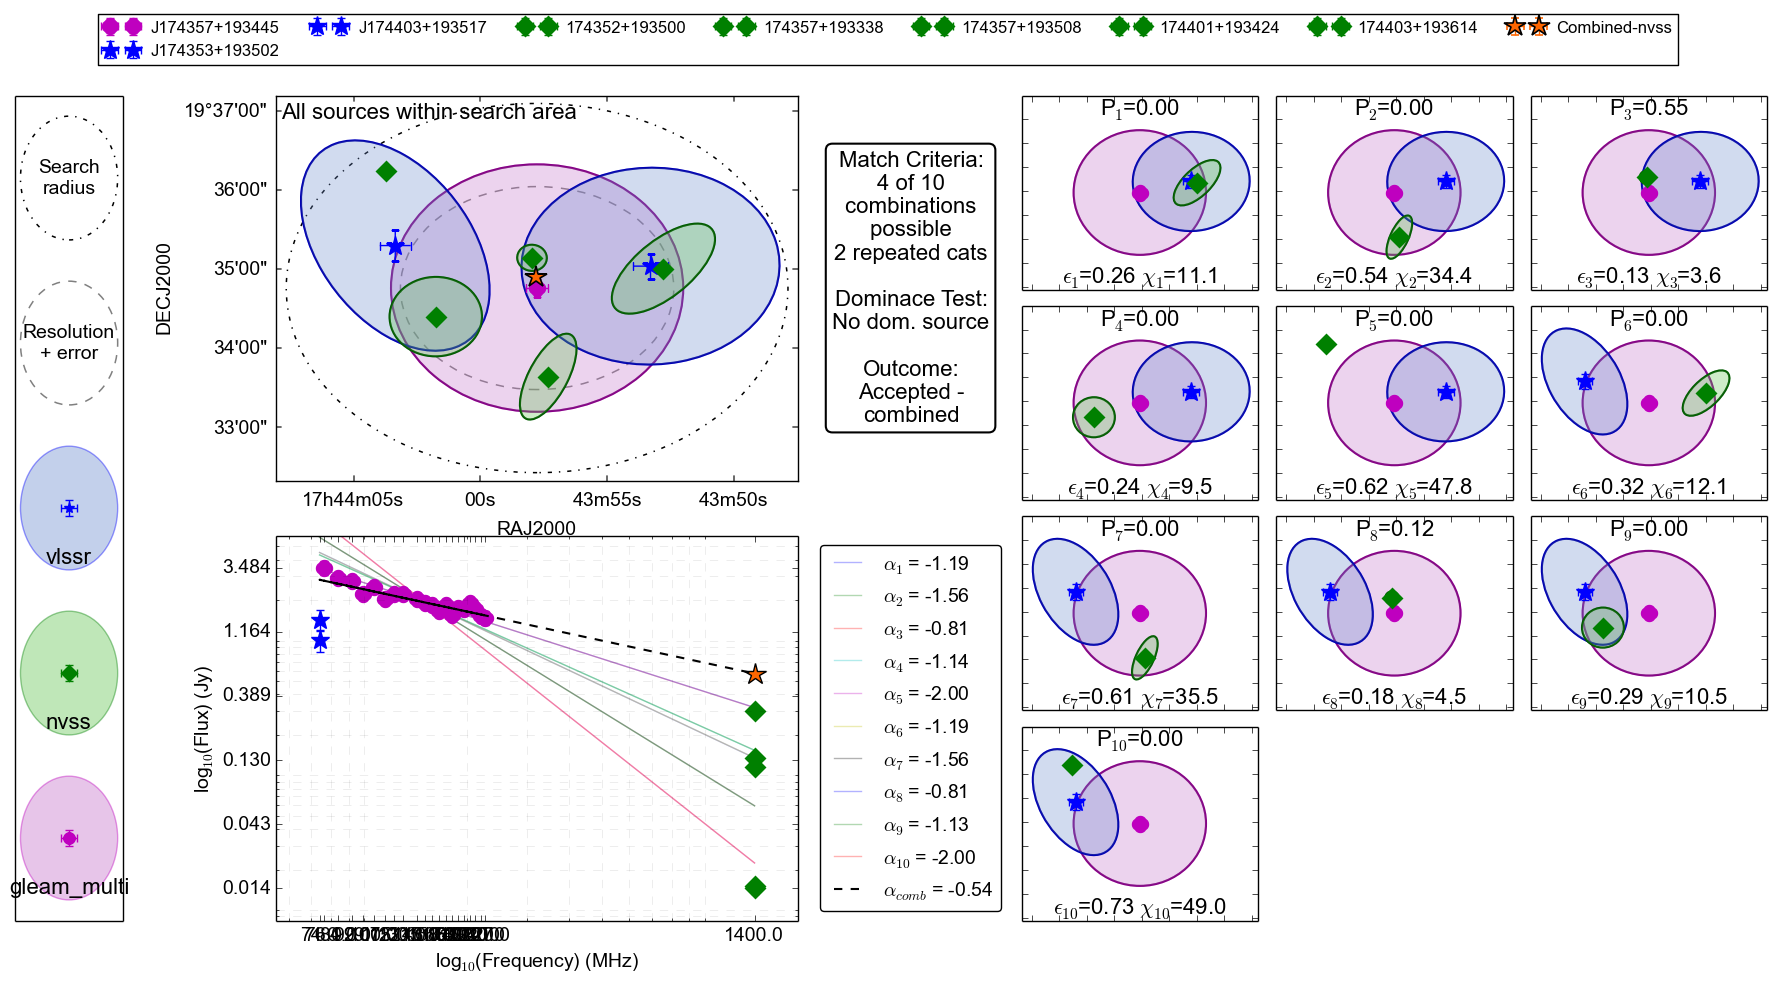 J174357+193445
J174403+193517
174352+193500
174357+193338
174357+193508
174401+193424
174403+193614
Combined-nvss
J174353+193502
Search
radius
Resolution
+ error
vlssr
nvss
gleam_multi
All sources within search area
19°37'00"
36'00"
35'00"
34'00"
33'00"
DECJ2000
17h44m05s
00s
43m55s
43m50s
RAJ2000
Match Criteria:
4 of 10
combinations
possible
2 repeated cats
Dominace Test:
No dom. source
Outcome:
Accepted -
combined
3.484
1.164
0.389
0.130
0.043
0.014
log10(Flux) (Jy)
1400.0
log10(Frequency) (MHz)
α1 = -1.19
α2 = -1.56
α3 = -0.81
α4 = -1.14
α5 = -2.00
α6 = -1.19
α7 = -1.56
α8 = -0.81
α9 = -1.13
α10 = -2.00
αcomb = -0.54
P1=0.00
ϵ1=0.26 χ1=11.1
P2=0.00
ϵ2=0.54 χ2=34.4
P3=0.55
ϵ3=0.13 χ3=3.6
P4=0.00
ϵ4=0.24 χ4=9.5
P5=0.00
ϵ5=0.62 χ5=47.8
P6=0.00
ϵ6=0.32 χ6=12.1
P7=0.00
ϵ7=0.61 χ7=35.5
P8=0.12
ϵ8=0.18 χ8=4.5
P9=0.00
ϵ9=0.29 χ9=10.5
P10=0.00
ϵ10=0.73 χ10=49.0